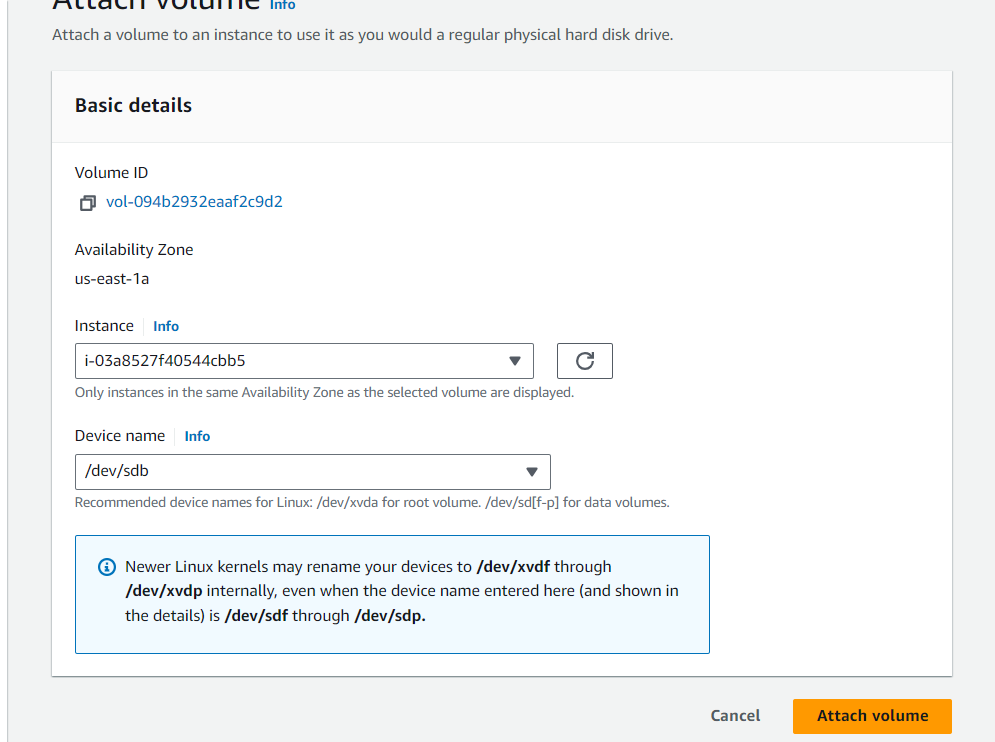 Attach volume Info
Attach a volume to an instance to use it as you would a regular physical hard disk drive.
Basic details
Volume ID
vol-094b2932eaaf2c9d2
Availability Zone
us-east-1a
Instance Info
i-03a8527f40544cbb5
Only instances in the same Availability Zone as the selected volume are displayed.
Device name Info
/dev/sdb
Recommended device names for Linux: /dev/xvda for root volume. /dev/sd[f-p] for data volumes.
Newer Linux kernels may rename your devices to /dev/xvdf through
/dev/xvdp internally, even when the device name entered here (and shown in
the details) is /dev/sdf through /dev/sdp.
Cancel Attach volume